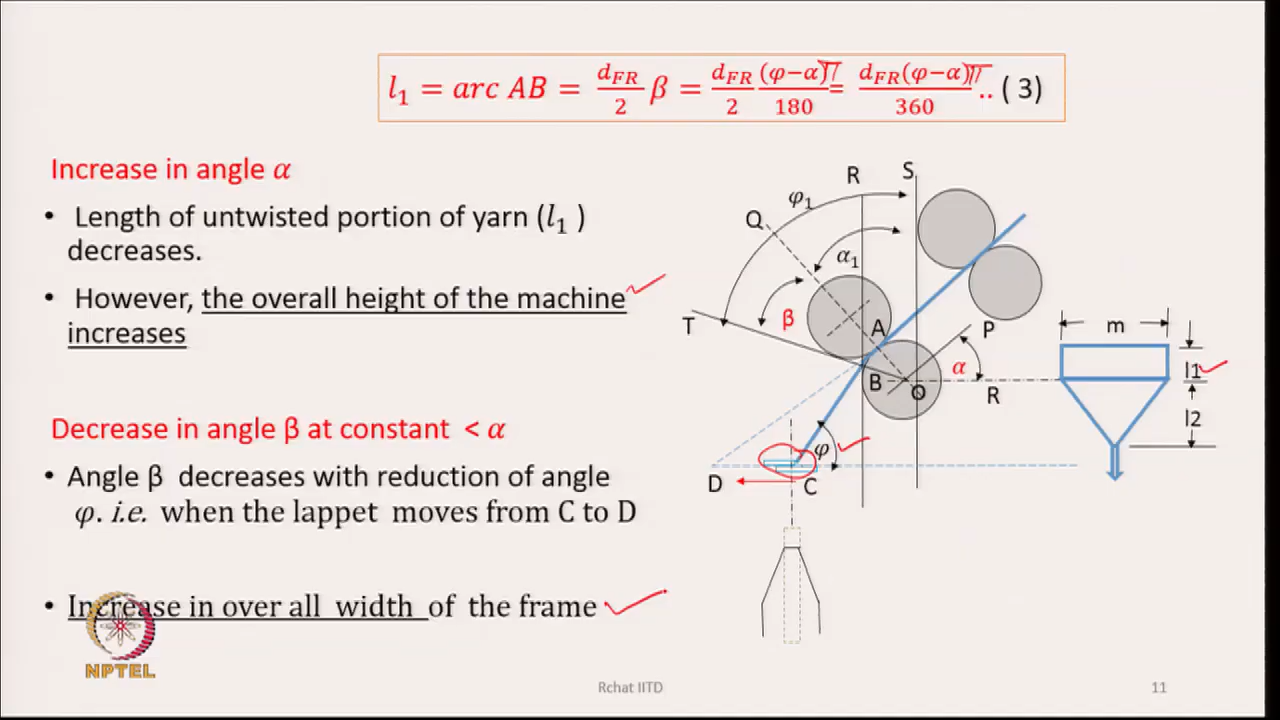 l₁ = arc AB = d_FR/2 β = d_FR/2 (φ−α)π/180 = d_FR(φ−α)π/360 .. ( 3)
Increase in angle α
• Length of untwisted portion of yarn (l₁ )
decreases.
• However, the overall height of the machine
increases
Decrease in angle β at constant < α
• Angle β decreases with reduction of angle
φ. i.e. when the lappet moves from C to D
• Increase in over all width of the frame
R
S
φ₁
Q
α₁
β
T
A
P
m
B
O
α
R
l1
l2
φ
D
C
NPTEL
Rchat IITD
11